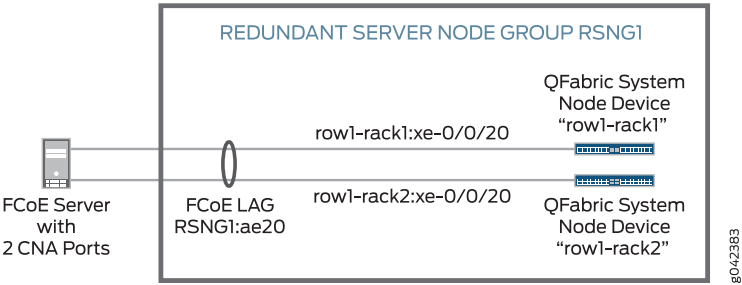 REDUNDANT SERVER NODE GROUP RSNG1
QFabric System
Node Device
“row1-rack1”
row1-rack1:xe-0/0/20
row1-rack2:xe-0/0/20
FCoE Server
with
2 CNA Ports
FCoE LAG
RSNG1:ae20
QFabric System
Node Device
“row1-rack2”
g042383